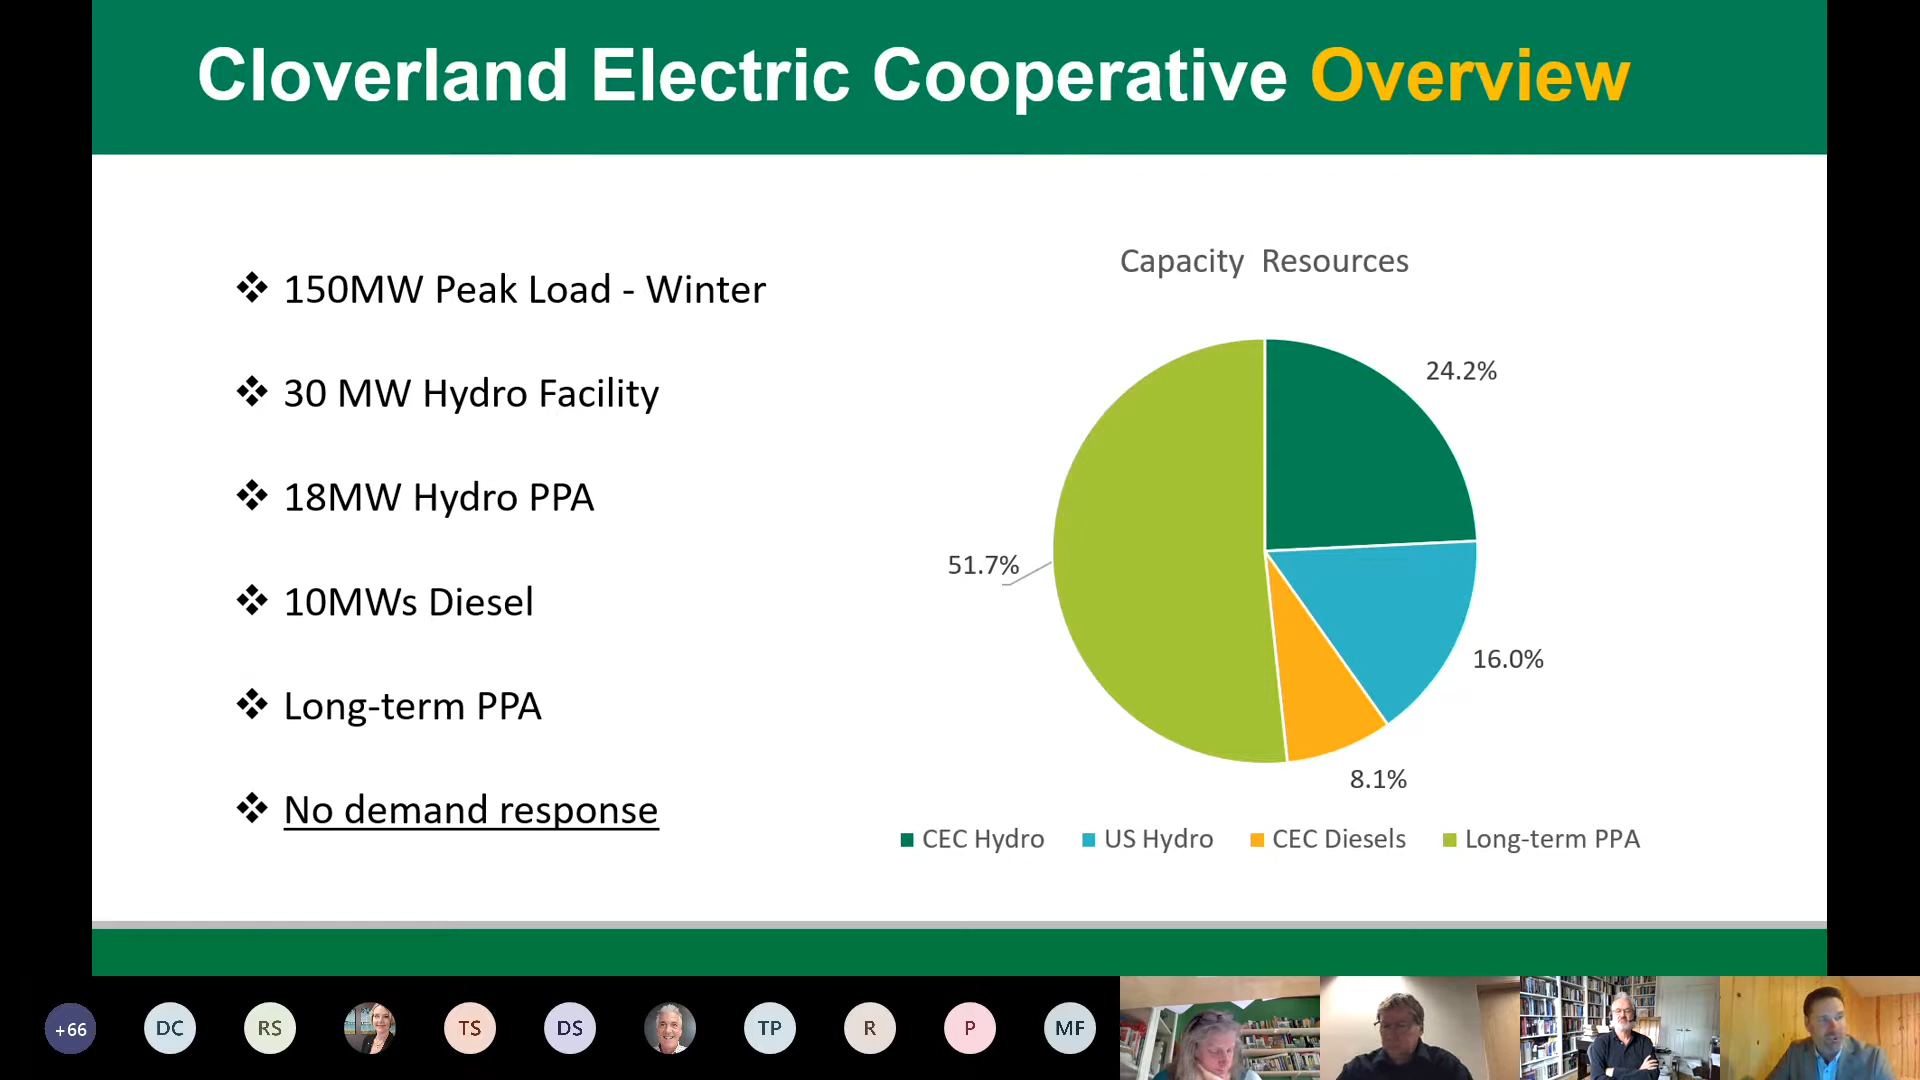 Cloverland Electric Cooperative Overview
150MW Peak Load - Winter
30 MW Hydro Facility
18MW Hydro PPA
10MWs Diesel
Long-term PPA
No demand response
Capacity Resources
24.2%
51.7%
16.0%
8.1%
CEC Hydro US Hydro CEC Diesels Long-term PPA
+66 DC RS TS DS TP R P MF